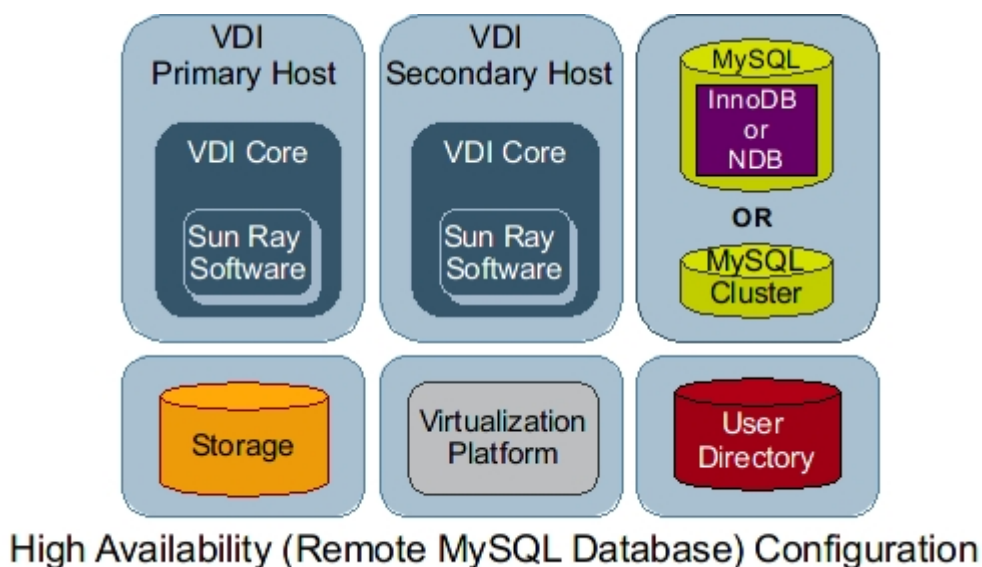 VDI
Primary Host
VDI Core
Sun Ray
Software
VDI
Secondary Host
VDI Core
Sun Ray
Software
MySQL
InnoDB
or
NDB
OR
MySQL
Cluster
Storage
Virtualization
Platform
User
Directory
High Availability (Remote MySQL Database) Configuration